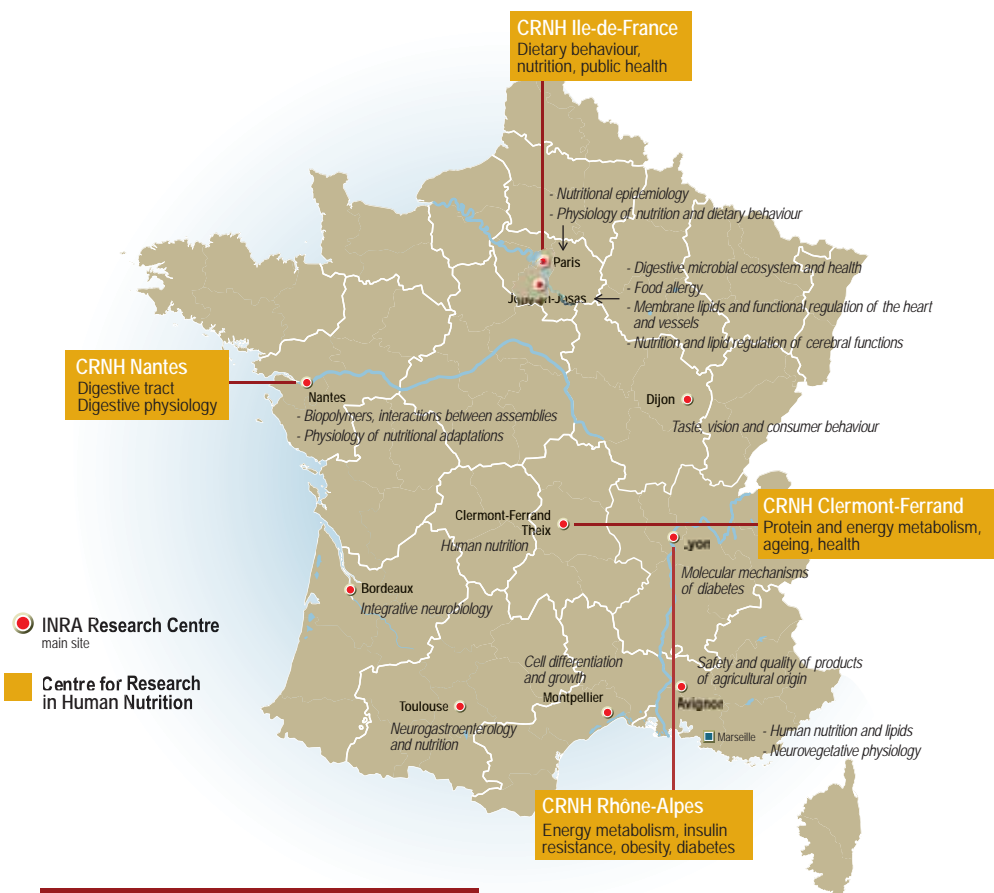 CRNH Ile-de-France
Dietary behaviour,
nutrition, public health
- Nutritional epidemiology
- Physiology of nutrition and dietary behaviour
Paris
- Digestive microbial ecosystem and health
- Food allergy
- Membrane lipids and functional regulation of the heart
and vessels
- Nutrition and lipid regulation of cerebral functions
CRNH Nantes
Digestive tract
Digestive physiology
Nantes
- Biopolymers, interactions between assemblies
- Physiology of nutritional adaptations
Dijon
Taste, vision and consumer behaviour
Clermont-Ferrand
Theix
Human nutrition
CRNH Clermont-Ferrand
Protein and energy metabolism,
ageing, health
Lyon
Molecular mechanisms
of diabetes
Bordeaux
Integrative neurobiology
INRA Research Centre
main site
Centre for Research
in Human Nutrition
Cell differentiation
and growth
Montpellier
Safety and quality of products
of agricultural origin
Avignon
Toulouse
Neurogastroenterology
and nutrition
Marseille
- Human nutrition and lipids
- Neurovegetative physiology
CRNH Rhône-Alpes
Energy metabolism, insulin
resistance, obesity, diabetes